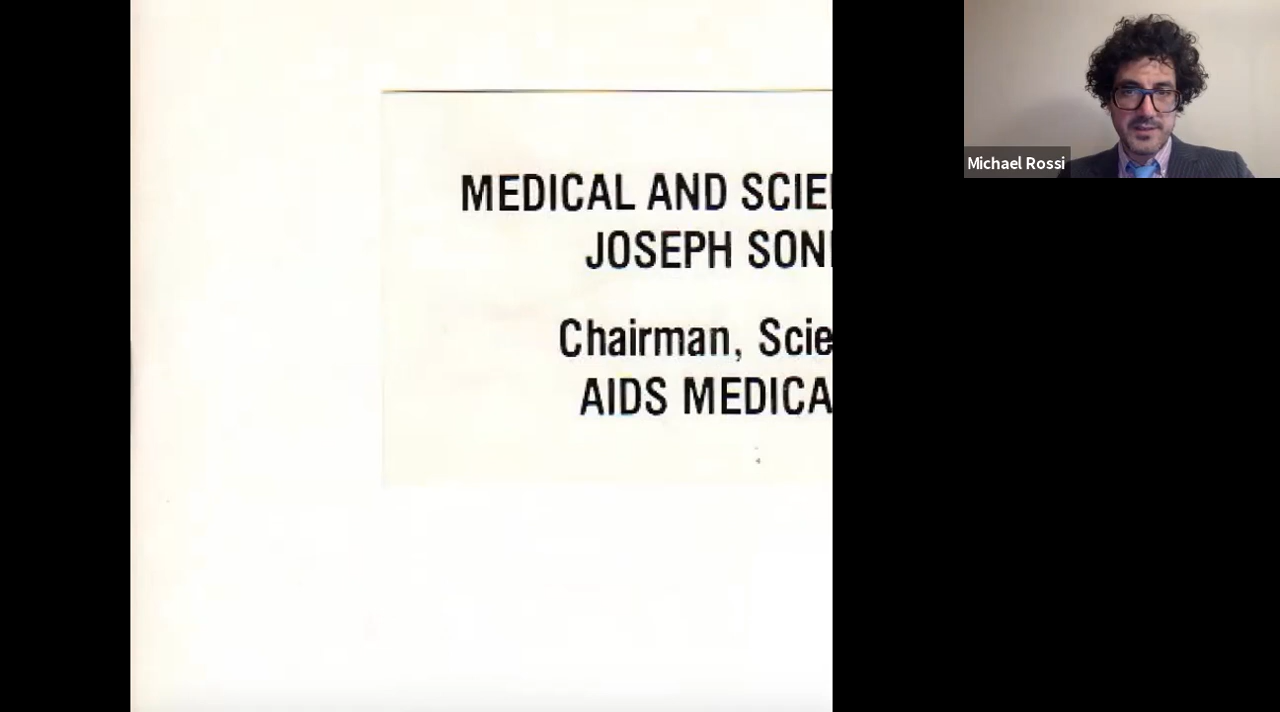 MEDICAL AND SCIE
JOSEPH SON
Chairman, Scie
AIDS MEDICA
Michael Rossi